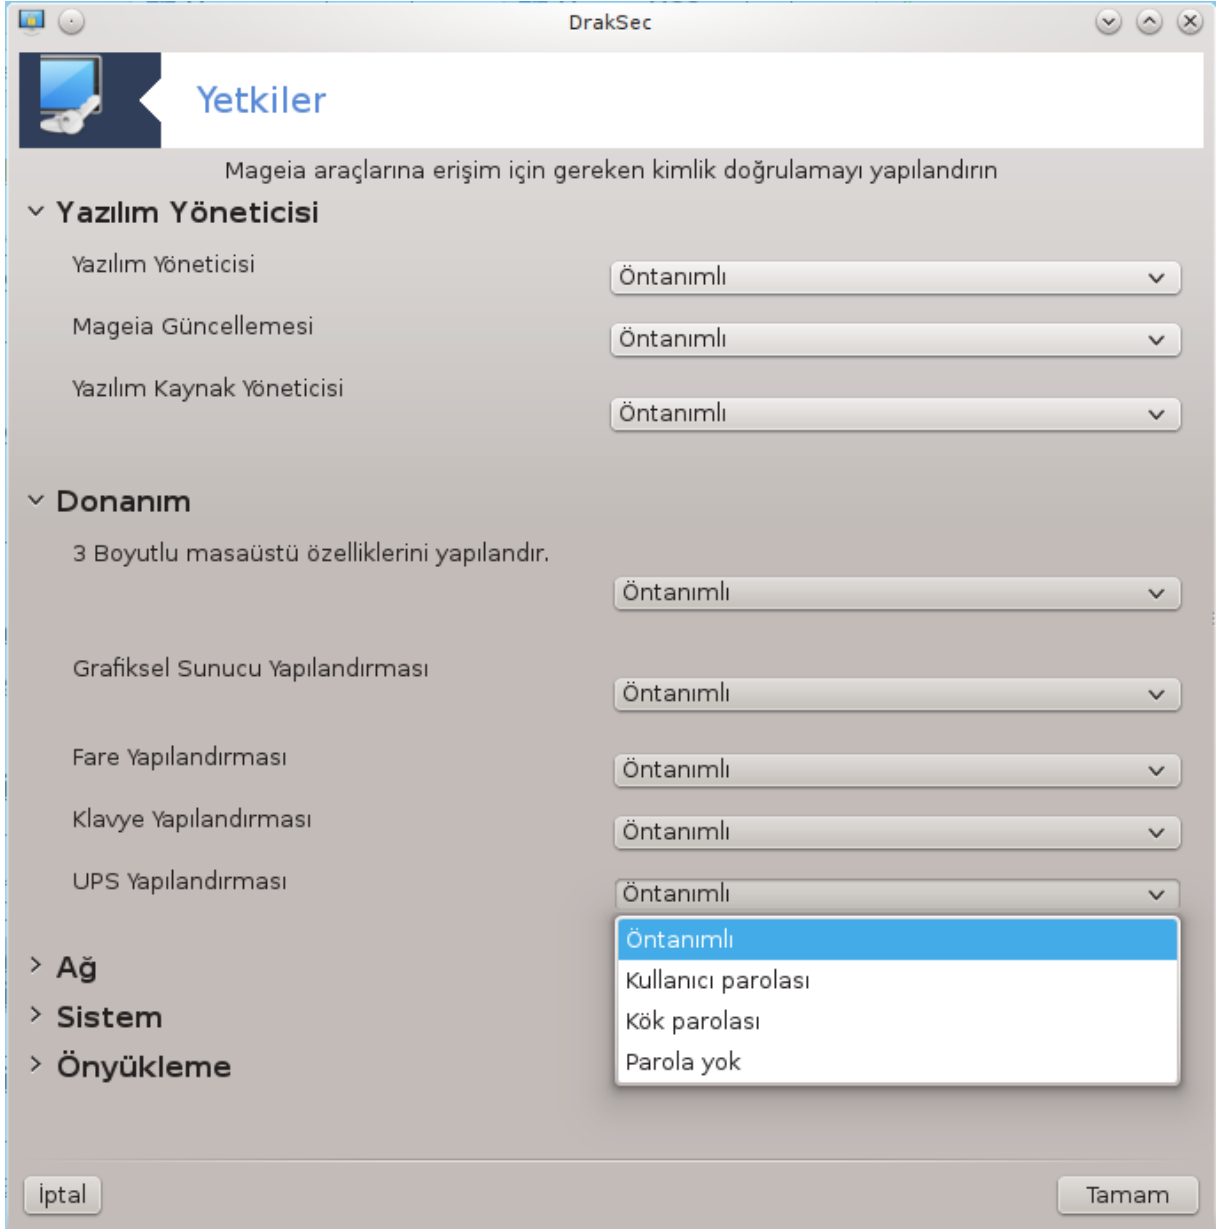 DrakSec
Yetkiler
Mageia araçlarına erişim için gereken kimlik doğrulamayı yapılandırın
Yazılım Yöneticisi
Yazılım Yöneticisi
Öntanımlı
Mageia Güncellemesi
Öntanımlı
Yazılım Kaynak Yöneticisi
Öntanımlı
Donanım
3 Boyutlu masaüstü özelliklerini yapılandır.
Öntanımlı
Grafiksel Sunucu Yapılandırması
Öntanımlı
Fare Yapılandırması
Öntanımlı
Klavye Yapılandırması
Öntanımlı
UPS Yapılandırması
Öntanımlı
Öntanımlı
Kullanıcı parolası
Kök parolası
Parola yok
Ağ
Sistem
Önyükleme
İptal
Tamam